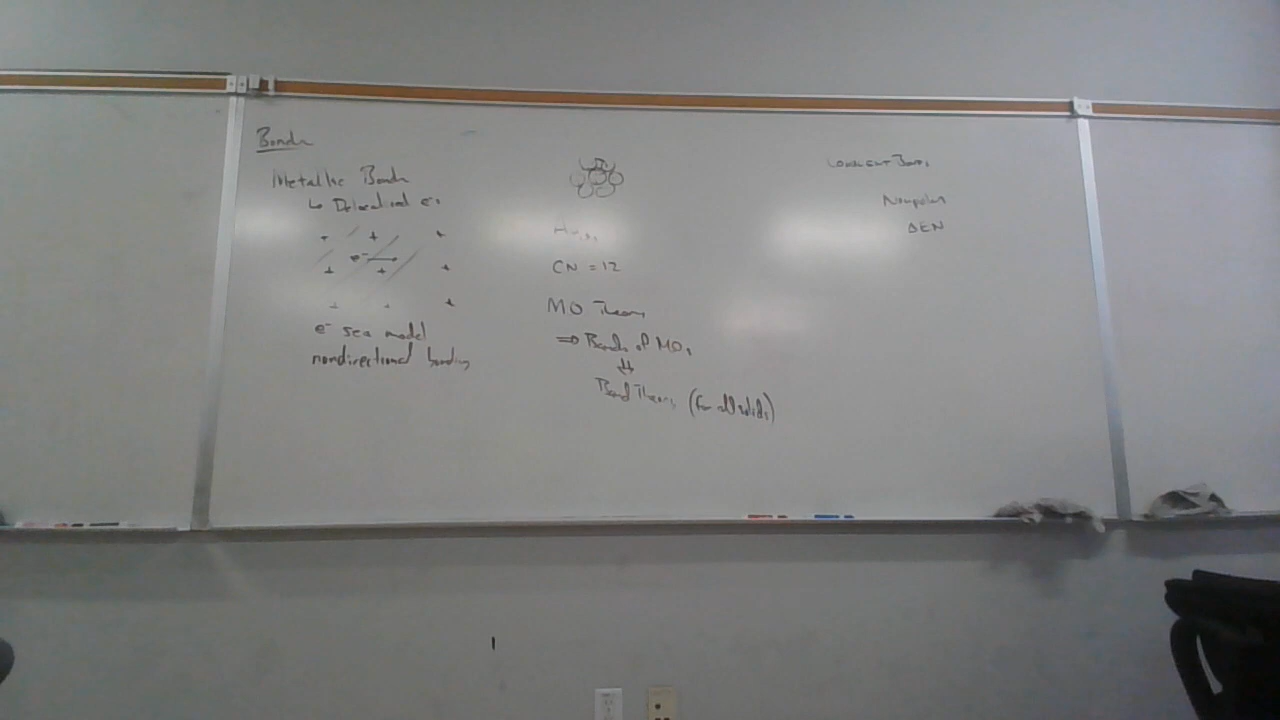 Bonds
Metallic Bonds
↳ Delocalized e⁻s
+ + +
e⁻ →
+ + +
+ + +
e⁻ sea model
nondirectional bonding
CN = 12
MO Theory
⇒ Bands of MOs
⇓
Band Theory (for all solids)
Covalent Bonds
Nonpolar
ΔEN